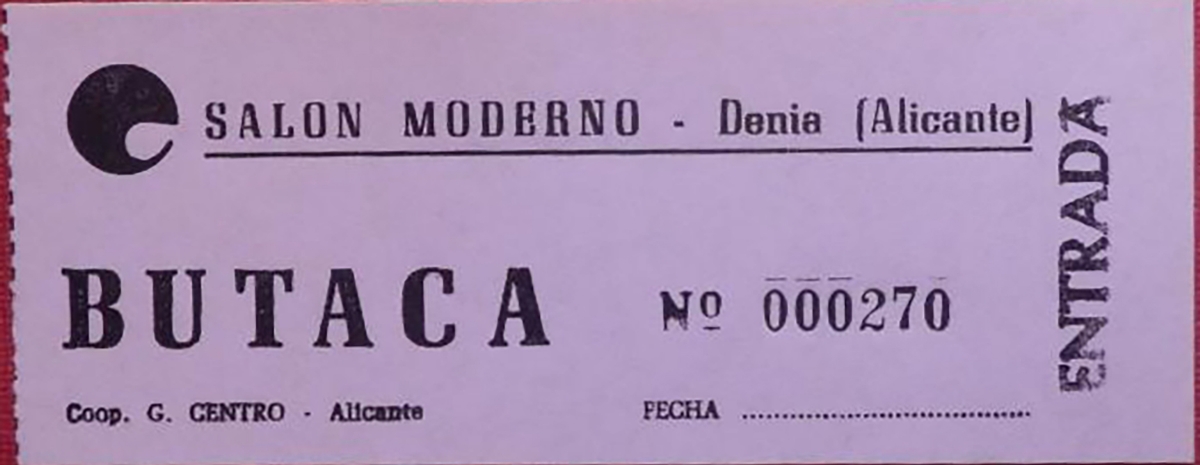 SALON MODERNO - Denia (Alicante)
BUTACA
Nº 000270
Coop. G. CENTRO - Alicante
FECHA ..........................................
ENTRADA